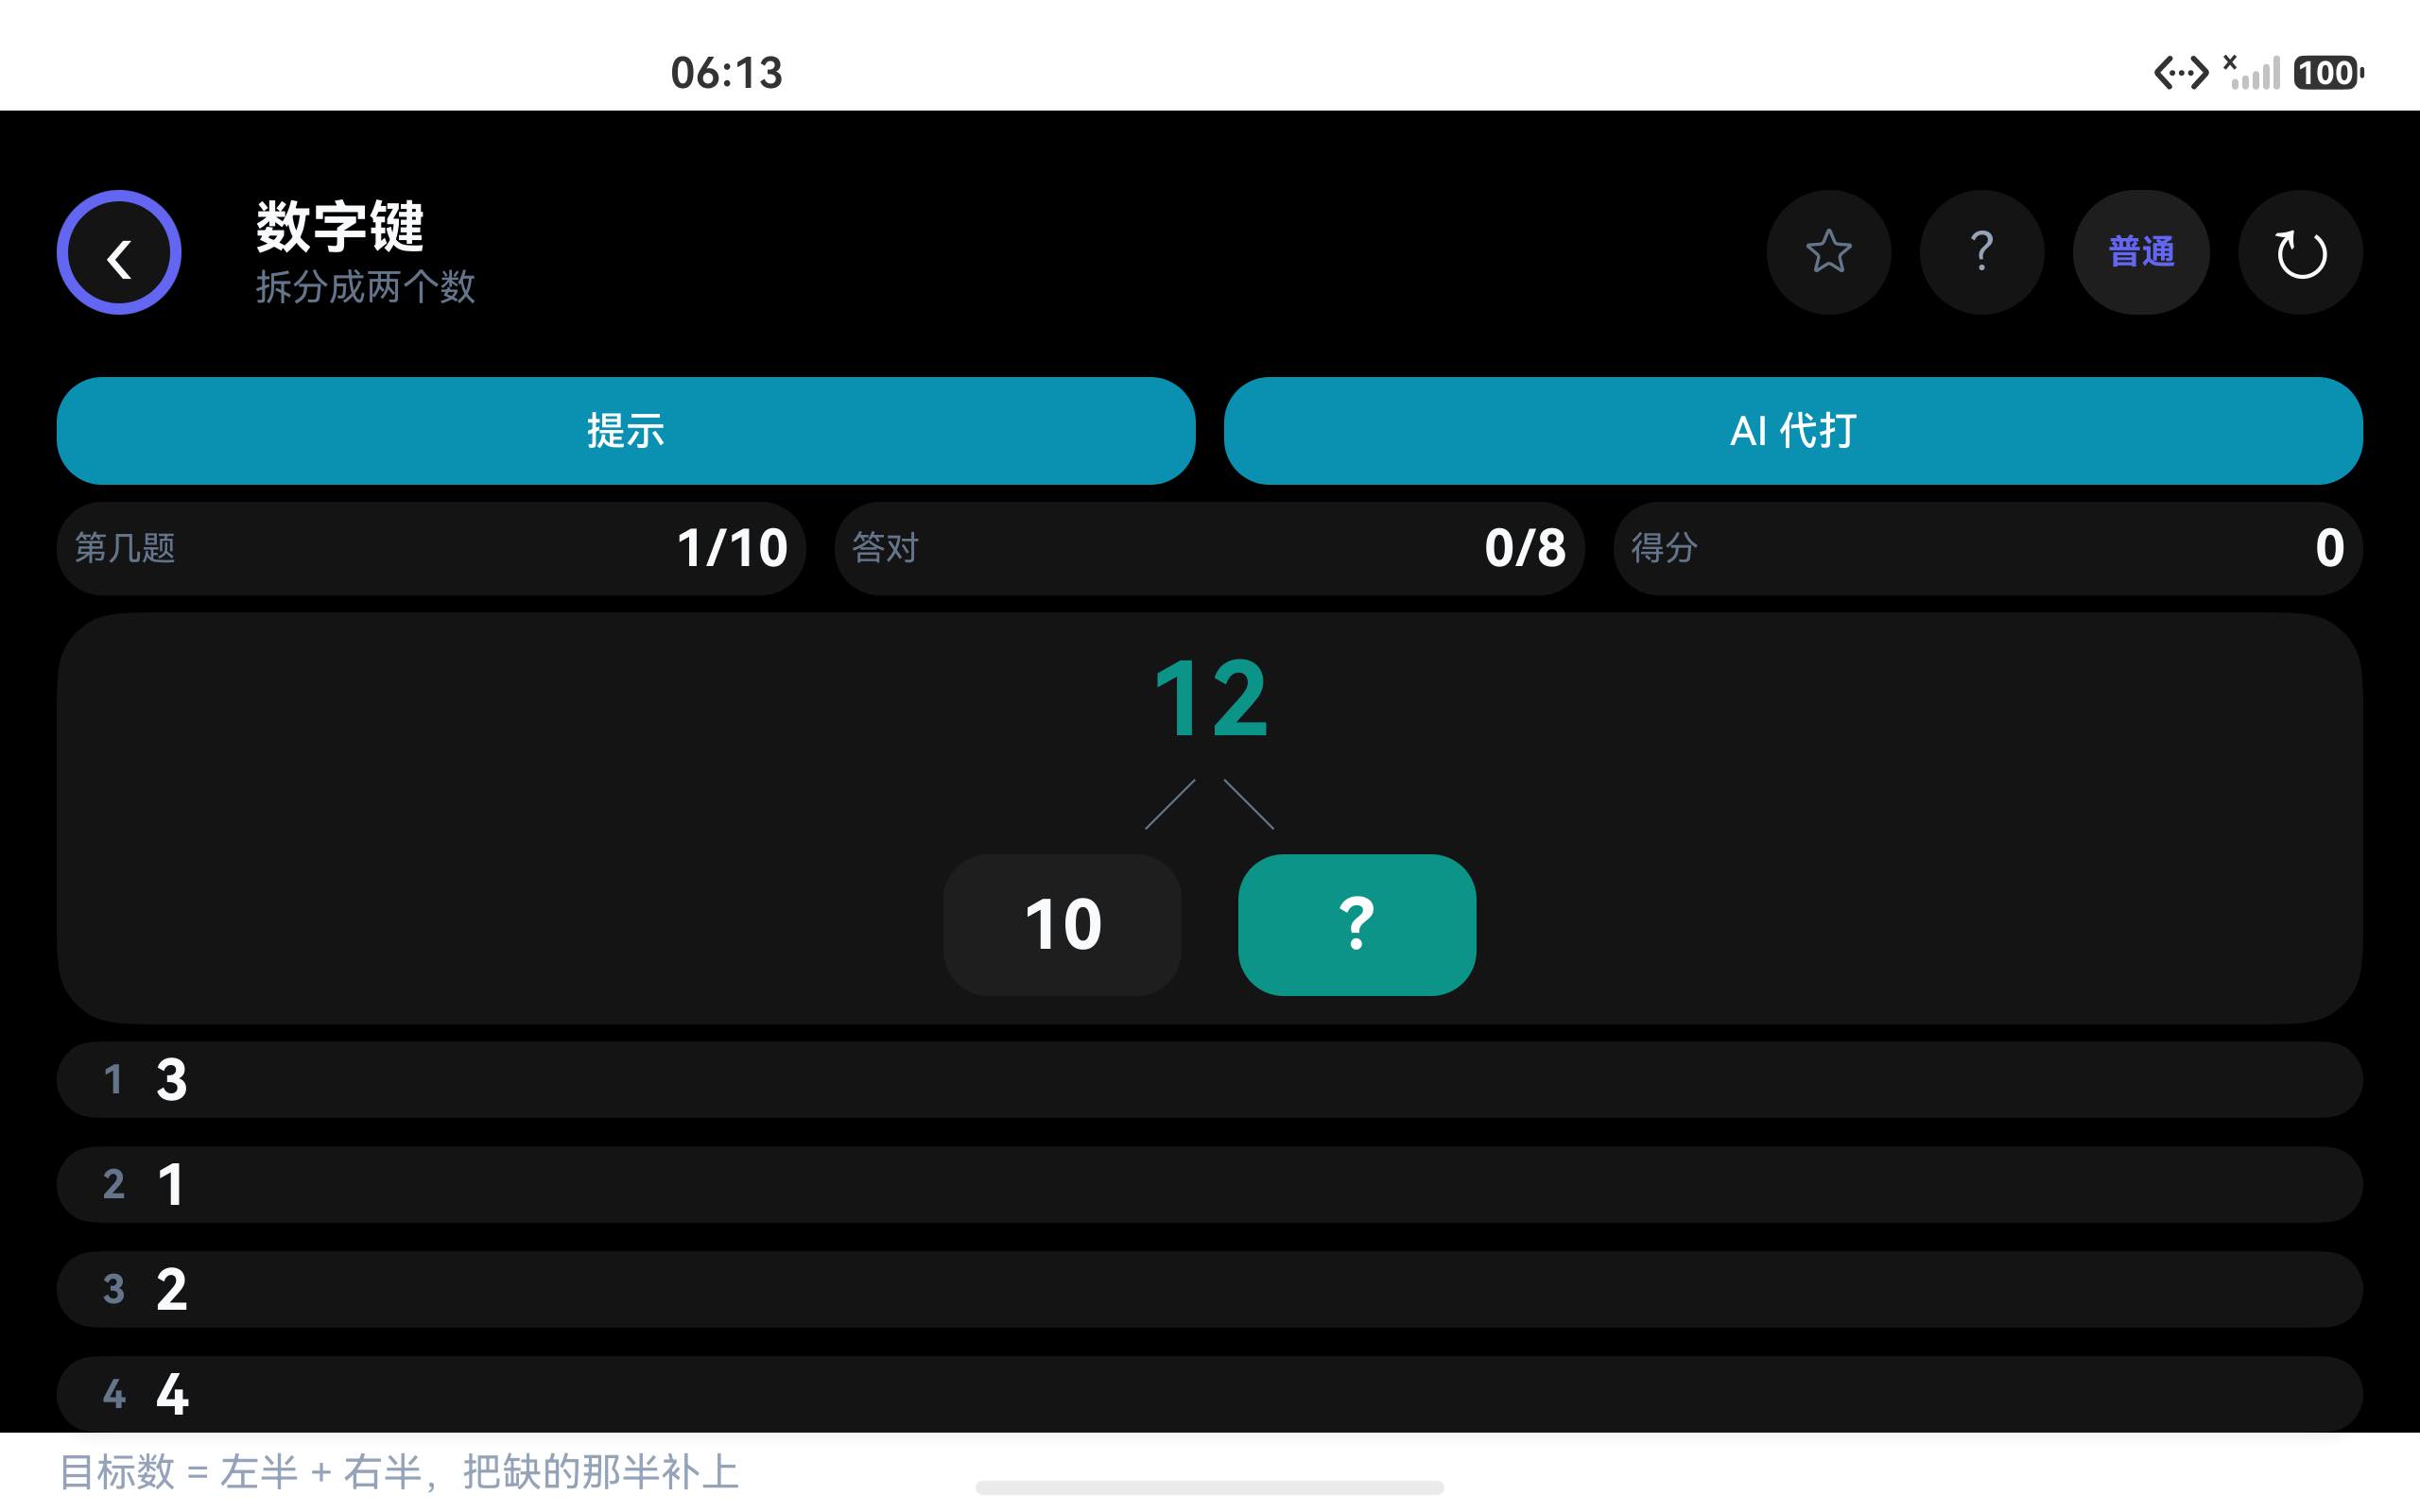 06:13
100
数字键
拆分成两个数
?
普通
提示
AI 代打
第几题 1/10
答对 0/8
得分 0
12
10
?
1 3
2 1
3 2
4 4
目标数 = 左半 + 右半，把缺的那半补上